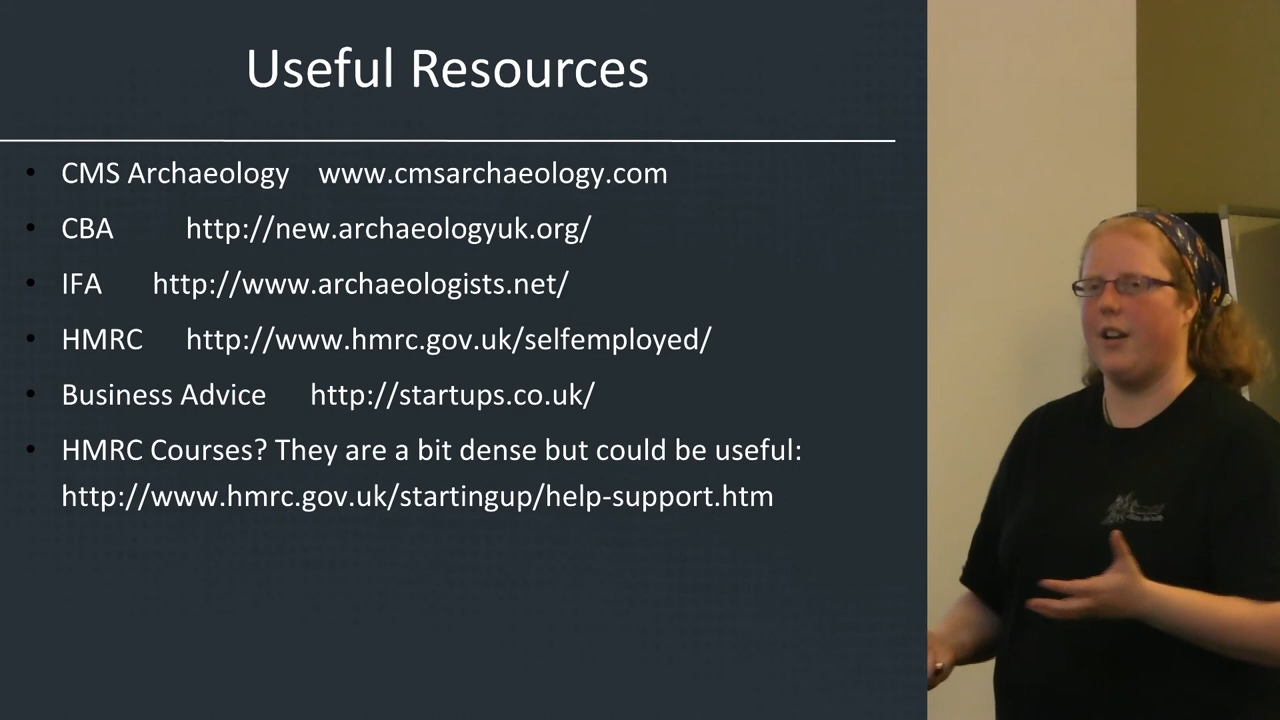 Useful Resources
• CMS Archaeology www.cmsarchaeology.com
• CBA http://new.archaeologyuk.org/
• IFA http://www.archaeologists.net/
• HMRC http://www.hmrc.gov.uk/selfemployed/
• Business Advice http://startups.co.uk/
• HMRC Courses? They are a bit dense but could be useful:
http://www.hmrc.gov.uk/startingup/help-support.htm